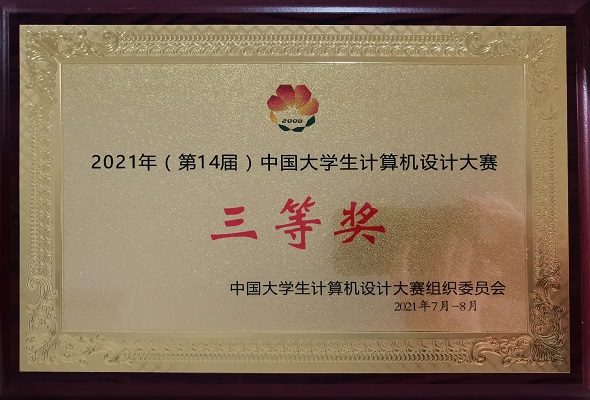 2008
2021年（第14届）中国大学生计算机设计大赛
三等奖
中国大学生计算机设计大赛组织委员会
2021年7月-8月